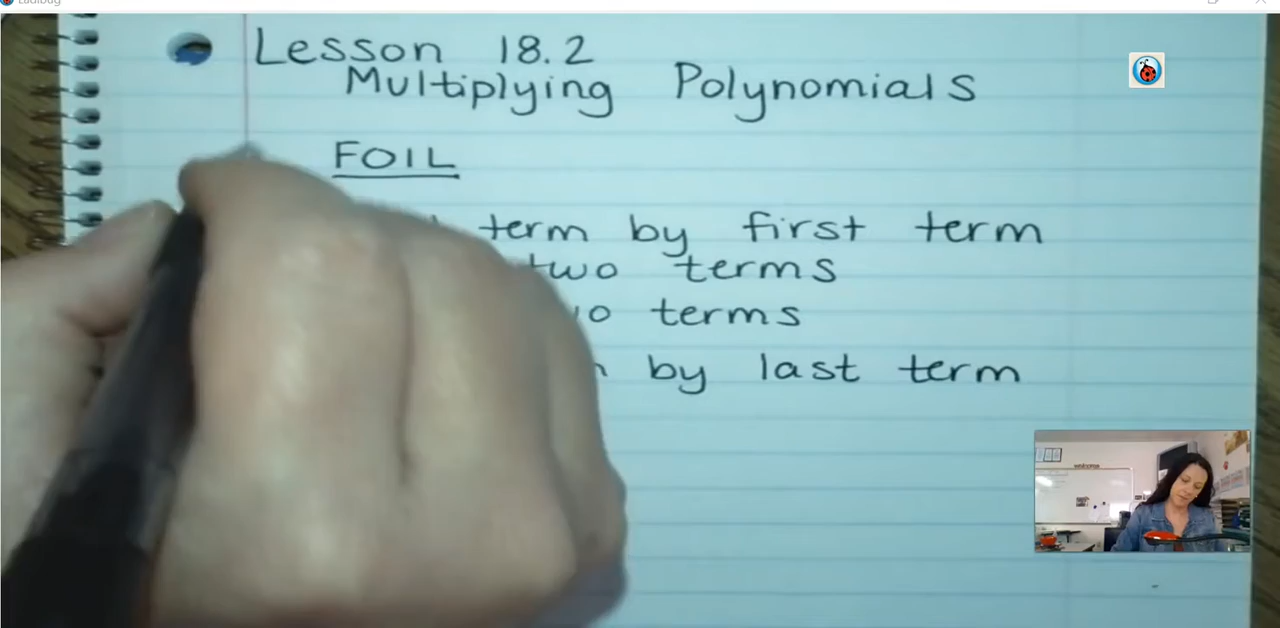 Lesson 18.2
Multiplying Polynomials
FOIL
term by first term
two terms
terms
by last term